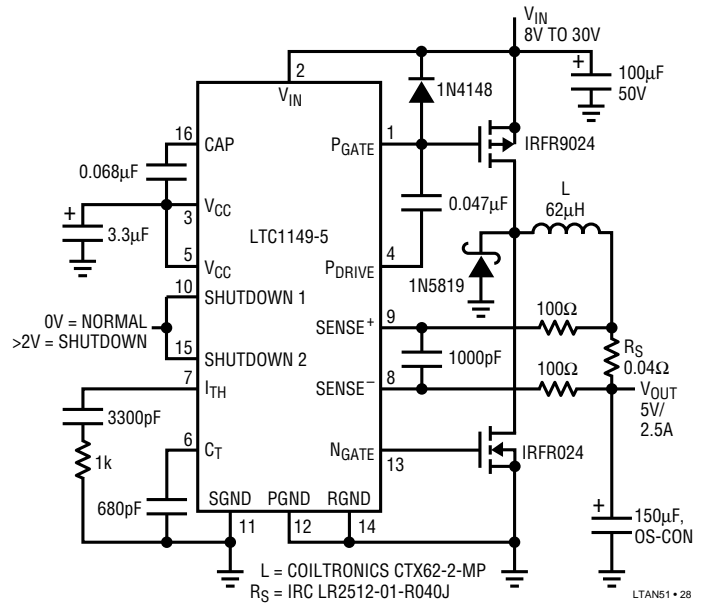 V_IN
8V TO 30V
2
V_IN
1N4148
+
100µF
50V
16
CAP
1
P_GATE
IRFR9024
0.068µF
0.047µF
L
62µH
V_CC
3
LTC1149-5
+
3.3µF
5
V_CC
P_DRIVE
4
1N5819
10
SHUTDOWN 1
0V = NORMAL
>2V = SHUTDOWN
SENSE+
9
100Ω
15
SHUTDOWN 2
1000pF
R_S
0.04Ω
7
I_TH
SENSE−
8
100Ω
V_OUT
5V/
2.5A
3300pF
6
C_T
N_GATE
13
IRFR024
1k
680pF
SGND
PGND
RGND
11
12
14
+
150µF,
OS-CON
L = COILTRONICS CTX62-2-MP
R_S = IRC LR2512-01-R040J
LTAN51 • 28